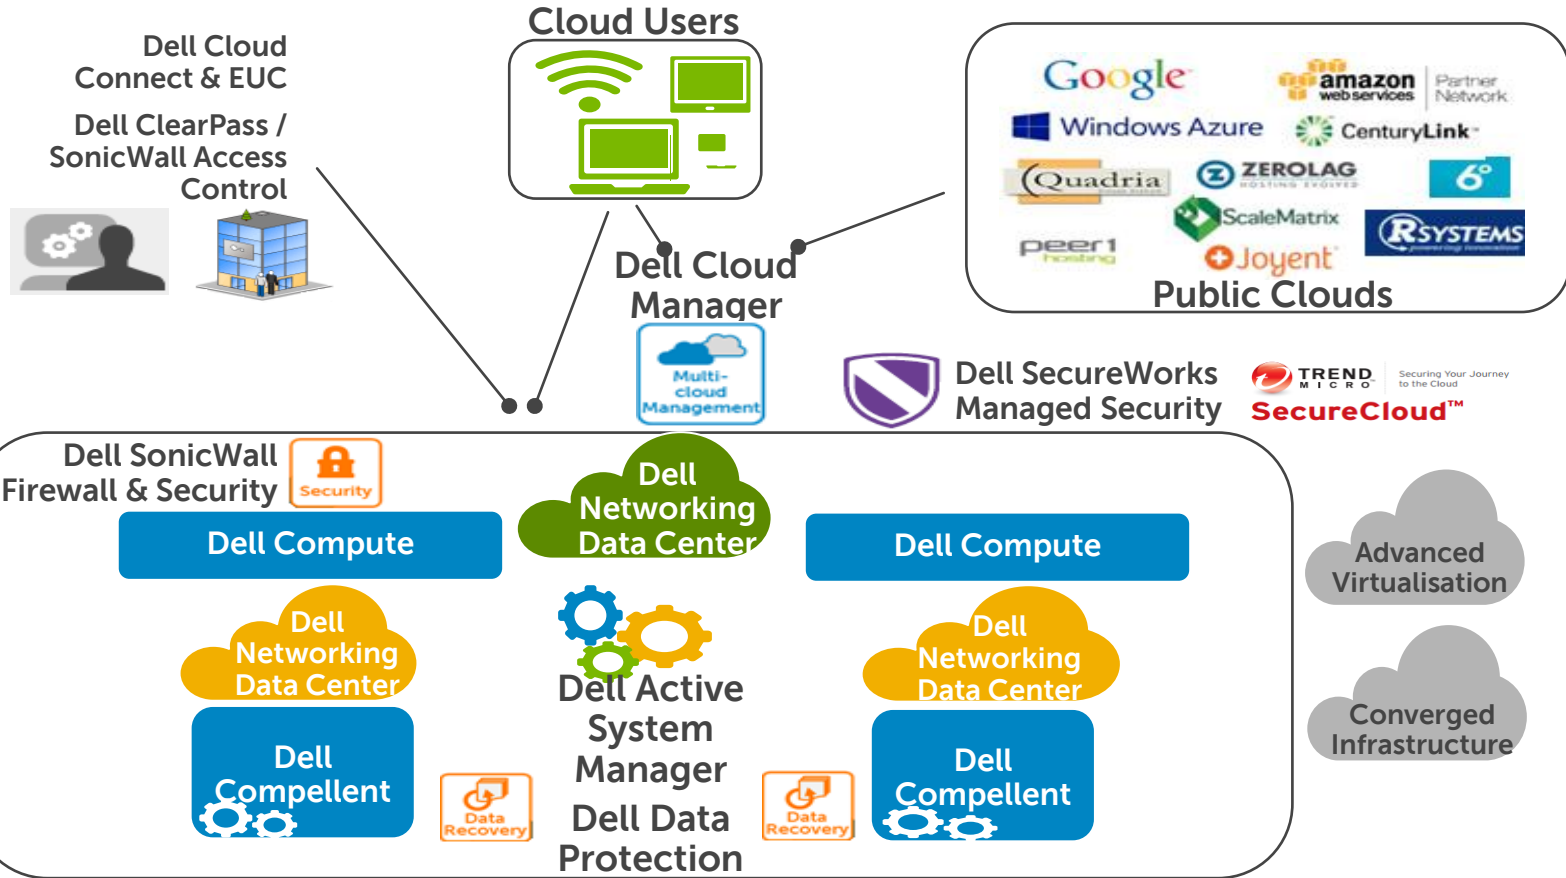 Cloud Users
Dell Cloud
Connect & EUC
Dell ClearPass /
SonicWall Access
Control
Google
amazon
webservices
Partner
Network
Windows Azure
CenturyLink
Quadria
ZEROLAG
HOSTING EVOLVED
6°
ScaleMatrix
RSYSTEMS
peer1
hosting
Joyent
Public Clouds
Dell Cloud
Manager
Multi-
cloud
Management
Dell SecureWorks
Managed Security
TREND
MICRO
Securing Your Journey
to the Cloud
SecureCloud™
Dell SonicWall
Firewall & Security
Security
Dell
Networking
Data Center
Dell Compute
Dell Compute
Advanced
Virtualisation
Dell
Networking
Data Center
Dell
Networking
Data Center
Dell Active
System
Manager
Converged
Infrastructure
Dell
Compellent
Data
Recovery
Dell Data
Protection
Data
Recovery
Dell
Compellent